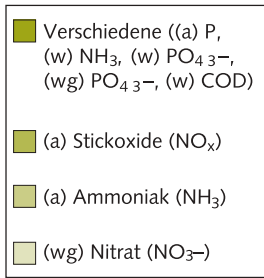 Verschiedene ((a) P,
(w) NH₃, (w) PO₄ ₃–,
(wg) PO₄ ₃–, (w) COD)
(a) Stickoxide (NOₓ)
(a) Ammoniak (NH₃)
(wg) Nitrat (NO₃–)